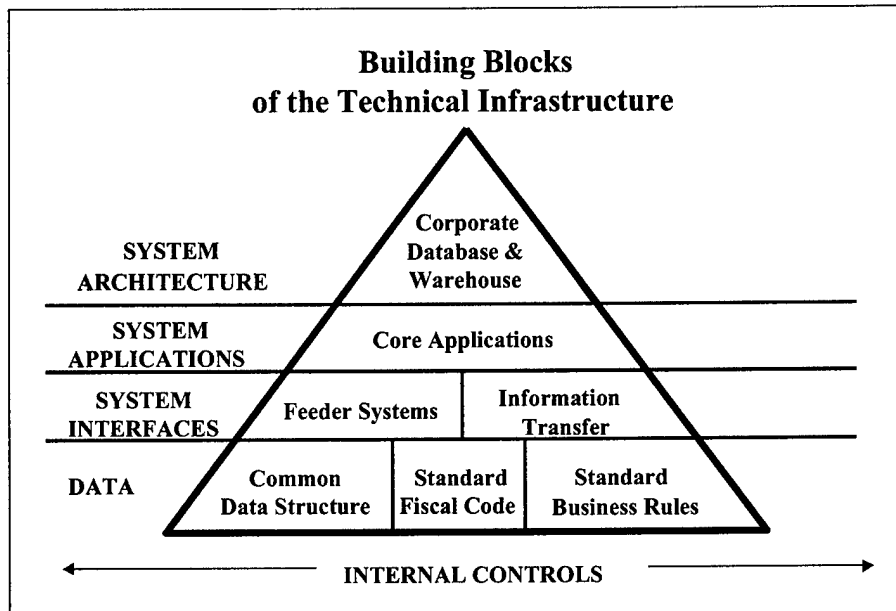 Building Blocks
of the Technical Infrastructure
SYSTEM
ARCHITECTURE
Corporate
Database &
Warehouse
SYSTEM
APPLICATIONS
Core Applications
SYSTEM
INTERFACES
Feeder Systems
Information
Transfer
DATA
Common
Data Structure
Standard
Fiscal Code
Standard
Business Rules
INTERNAL CONTROLS